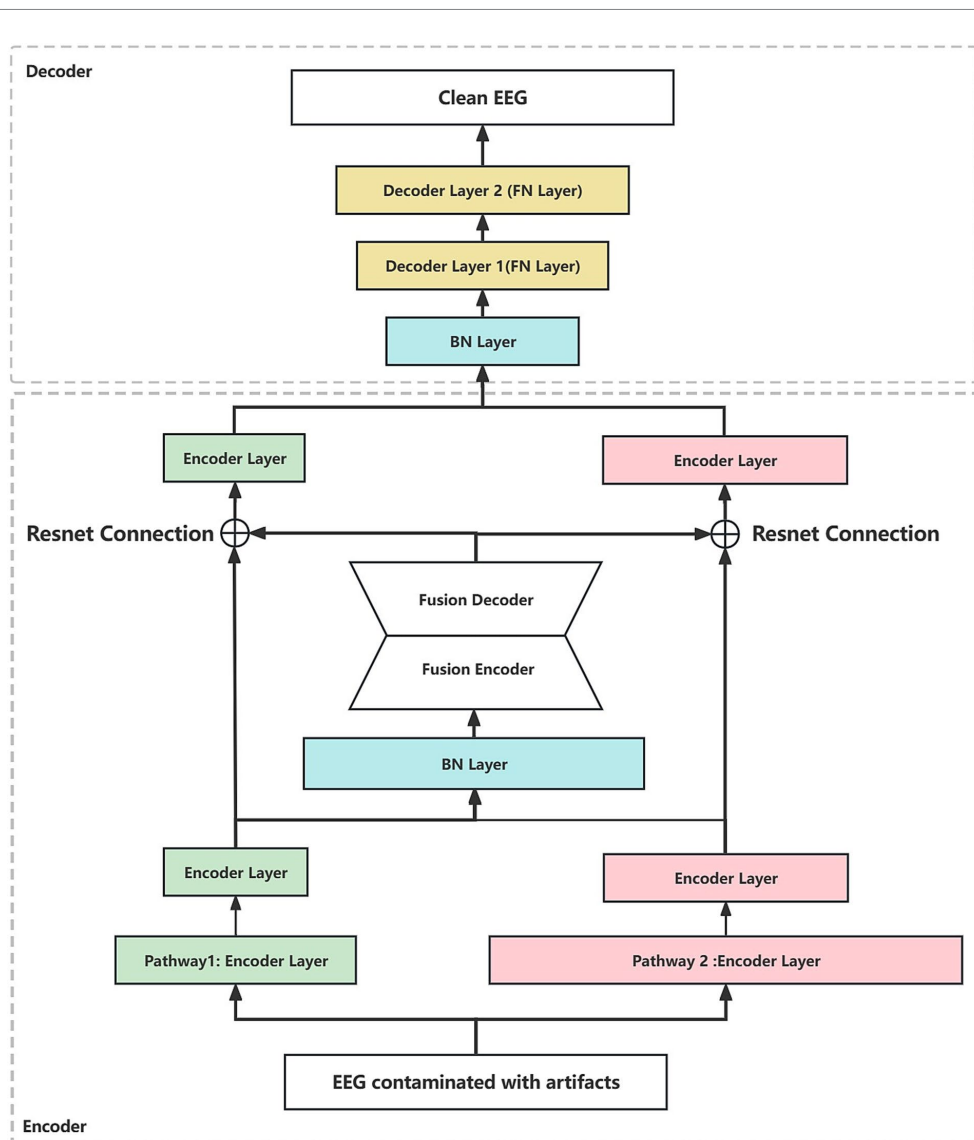 Decoder
Clean EEG
Decoder Layer 2 (FN Layer)
Decoder Layer 1(FN Layer)
BN Layer
Encoder Layer
Encoder Layer
Resnet Connection
Resnet Connection
Fusion Decoder
Fusion Encoder
BN Layer
Encoder Layer
Encoder Layer
Pathway1: Encoder Layer
Pathway 2 :Encoder Layer
EEG contaminated with artifacts
Encoder